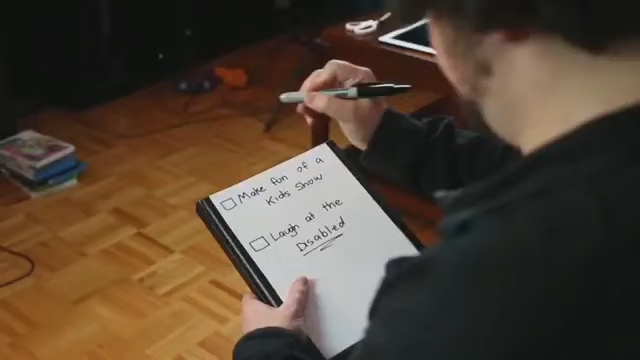 Make fun of a
Kids Show
Laugh at the
Disabled